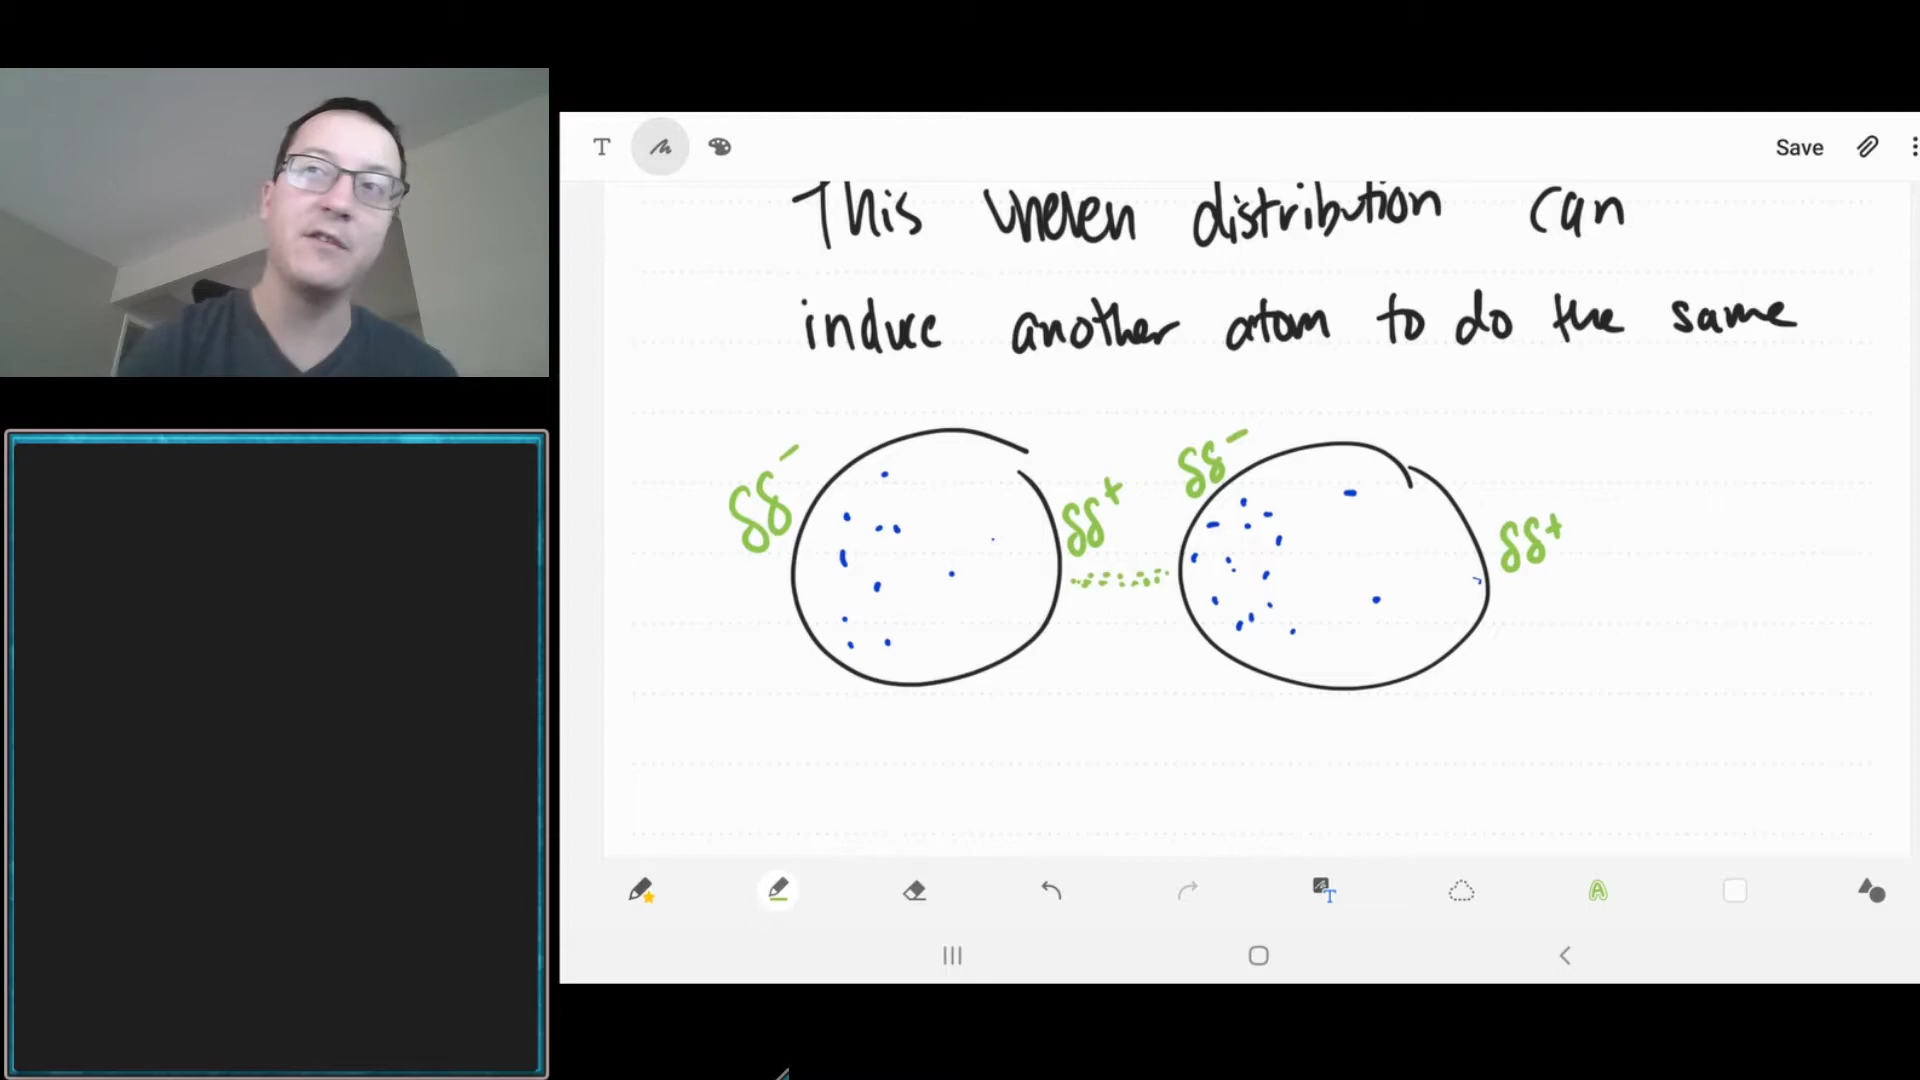 T
Save
This uneven distribution can
induce another atom to do the same
δδ⁻ δδ⁺ δδ⁻ δδ⁺
T A